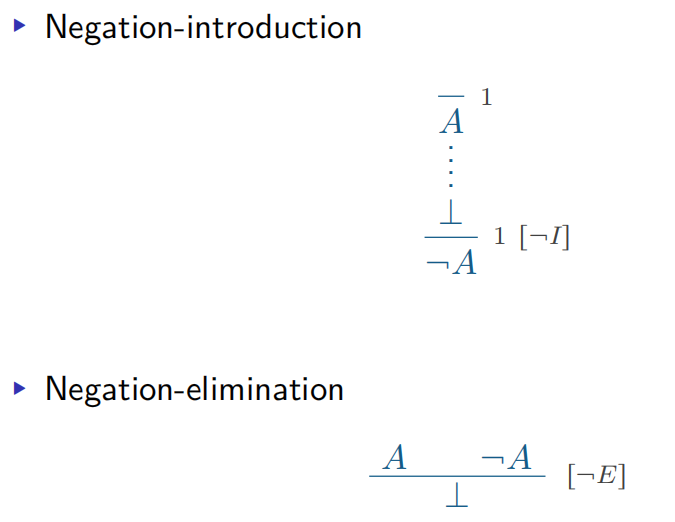 ▸ Negation-introduction
1
A
⋮
⊥
1 [¬I]
¬A
▸ Negation-elimination
A ¬A
[¬E]
⊥